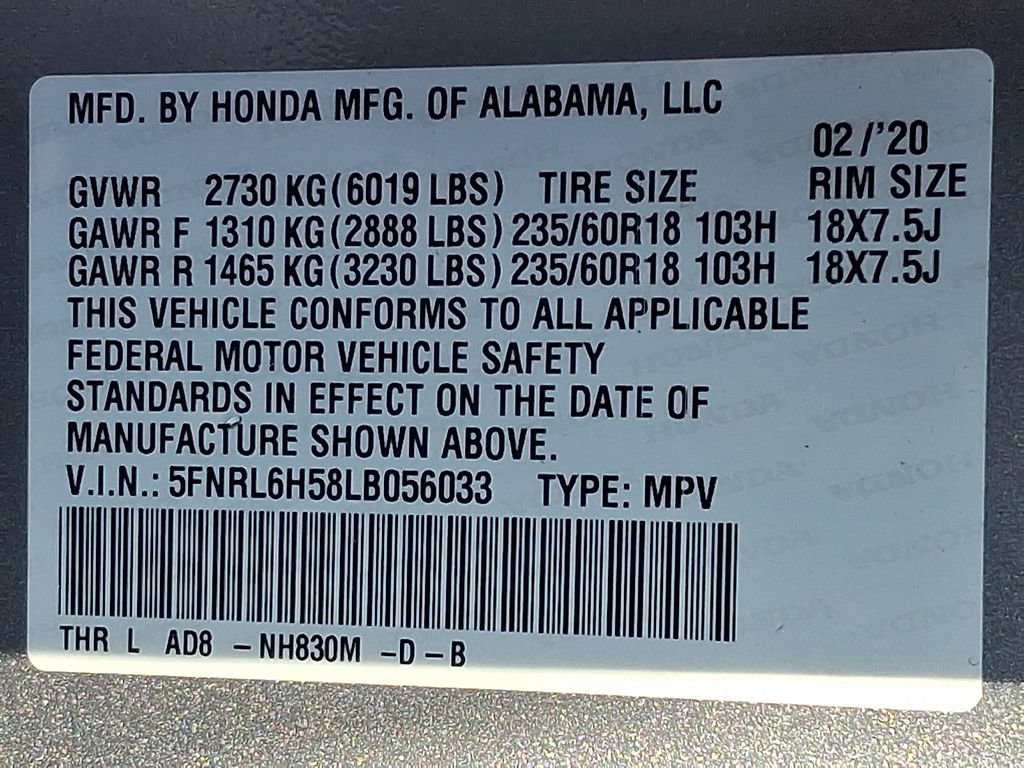 MFD. BY HONDA MFG. OF ALABAMA, LLC
02/'20
GVWR 2730 KG (6019 LBS) TIRE SIZE RIM SIZE
GAWR F 1310 KG (2888 LBS) 235/60R18 103H 18X7.5J
GAWR R 1465 KG (3230 LBS) 235/60R18 103H 18X7.5J
THIS VEHICLE CONFORMS TO ALL APPLICABLE
FEDERAL MOTOR VEHICLE SAFETY
STANDARDS IN EFFECT ON THE DATE OF
MANUFACTURE SHOWN ABOVE.
V.I.N.: 5FNRL6H58LB056033 TYPE: MPV
THR L AD8 – NH830M – D – B